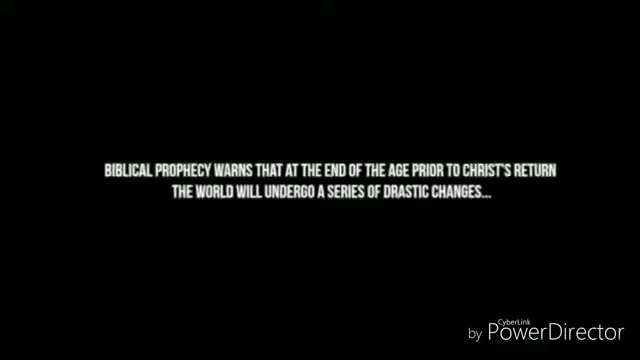 BIBLICAL PROPHECY WARNS THAT AT THE END OF THE AGE PRIOR TO CHRIST'S RETURN
THE WORLD WILL UNDERGO A SERIES OF DRASTIC CHANGES...
CyberLink
by PowerDirector